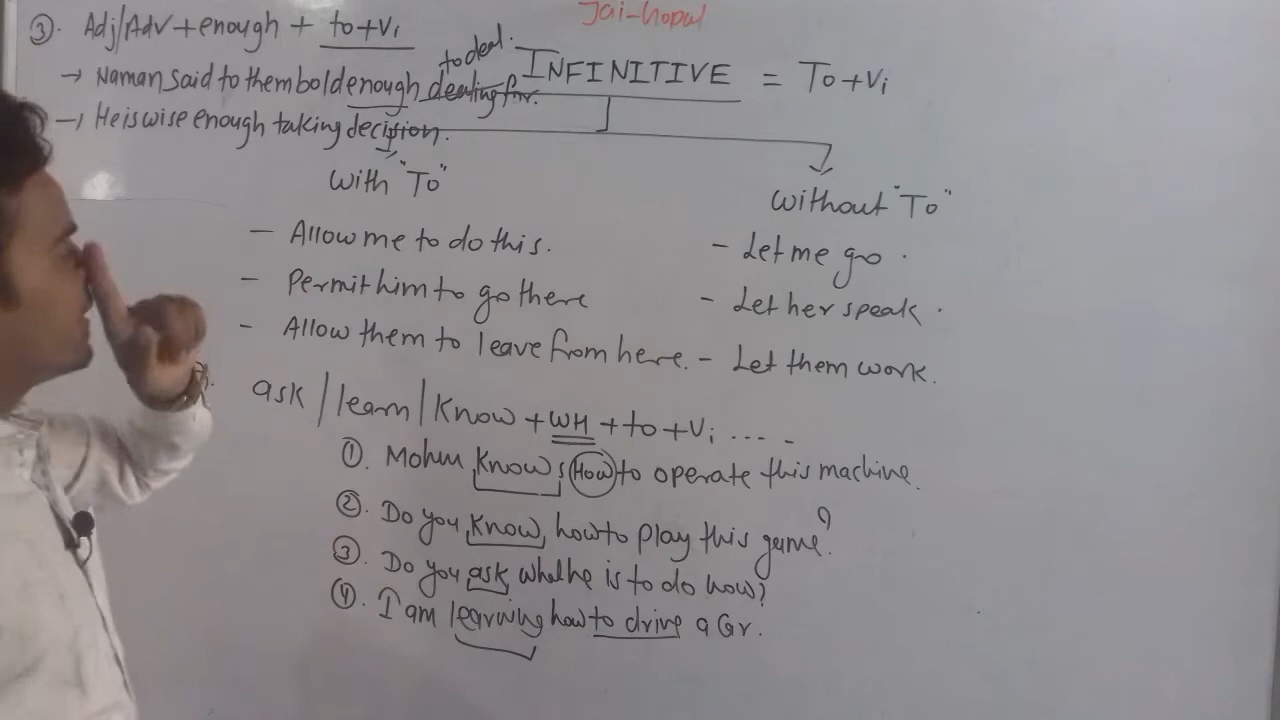 Jai-Gopal
③. Adj/Adv + enough + to+V₁
→ Naman said to them bold enough dealing for.
to deal.
→ He is wise enough taking decision.
INFINITIVE = To+V₁
With "To"
- Allow me to do this.
- Permit him to go there
- Allow them to leave from here.
Without "To"
- Let me go.
- Let her speak.
- Let them work.
ask / learn / know + WH + to + V₁ .... -
①. Mohan knows How to operate this machine.
②. Do you know, how to play this game?
③. Do you ask what he is to do now?
④. I am learning how to drive a Car.